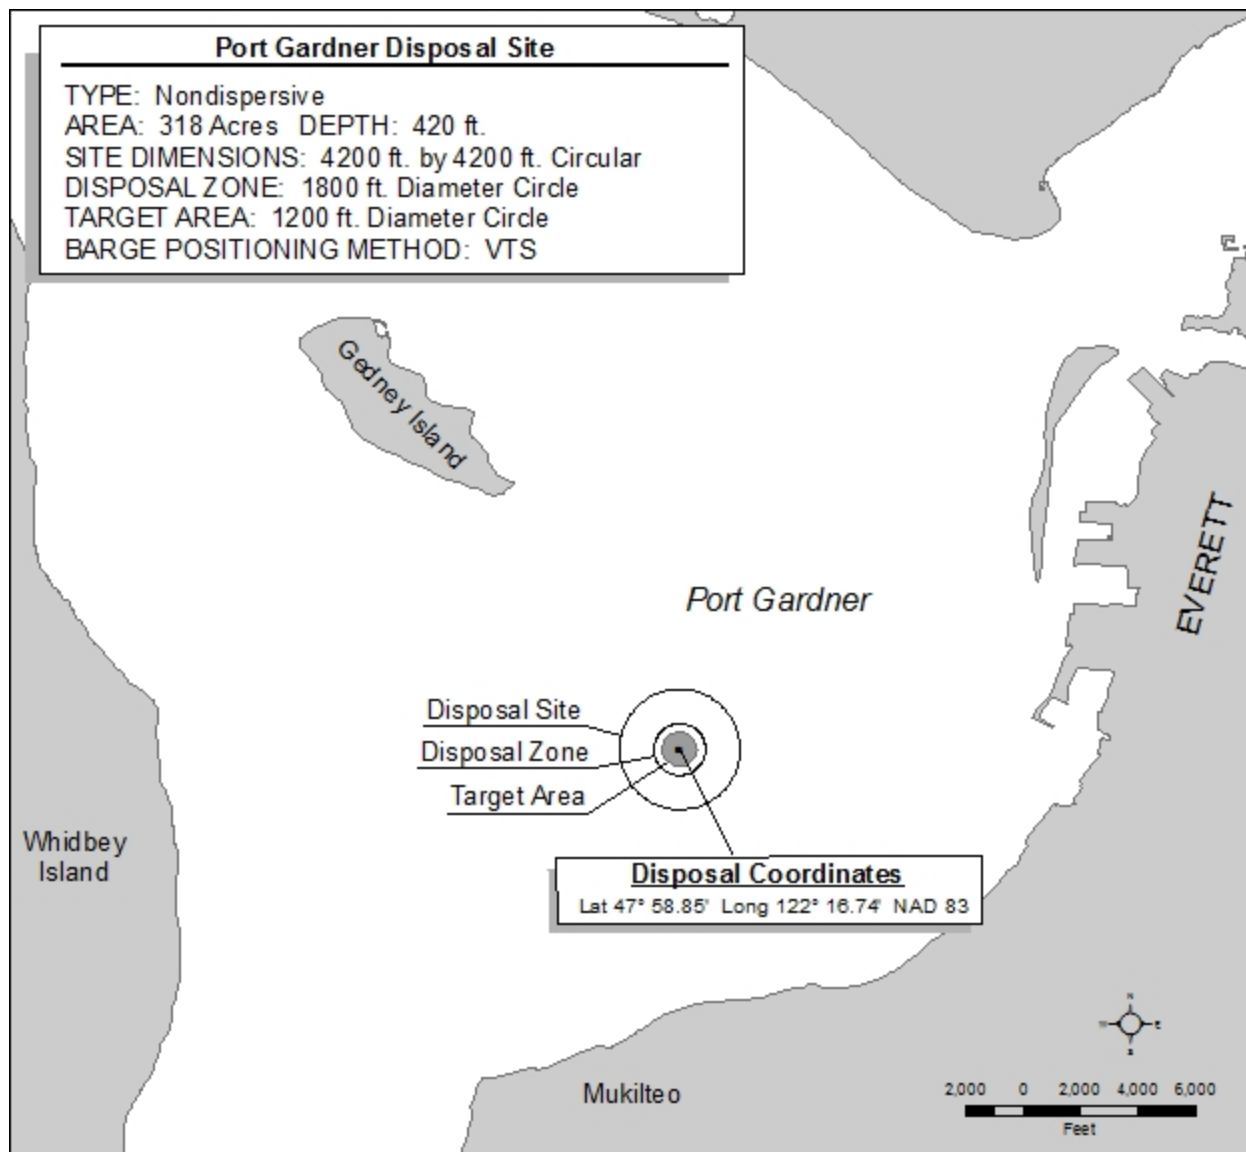 Port Gardner Disposal Site
TYPE: Nondispersive
AREA: 318 Acres DEPTH: 420 ft.
SITE DIMENSIONS: 4200 ft. by 4200 ft. Circular
DISPOSAL ZONE: 1800 ft. Diameter Circle
TARGET AREA: 1200 ft. Diameter Circle
BARGE POSITIONING METHOD: VTS
Gedney Island
EVERETT
Port Gardner
Disposal Site
Disposal Zone
Target Area
Whidbey
Island
Disposal Coordinates
Lat 47° 58.85' Long 122° 16.74' NAD 83
N
W E
S
Mukilteo
2,000 0 2,000 4,000 6,000
Feet